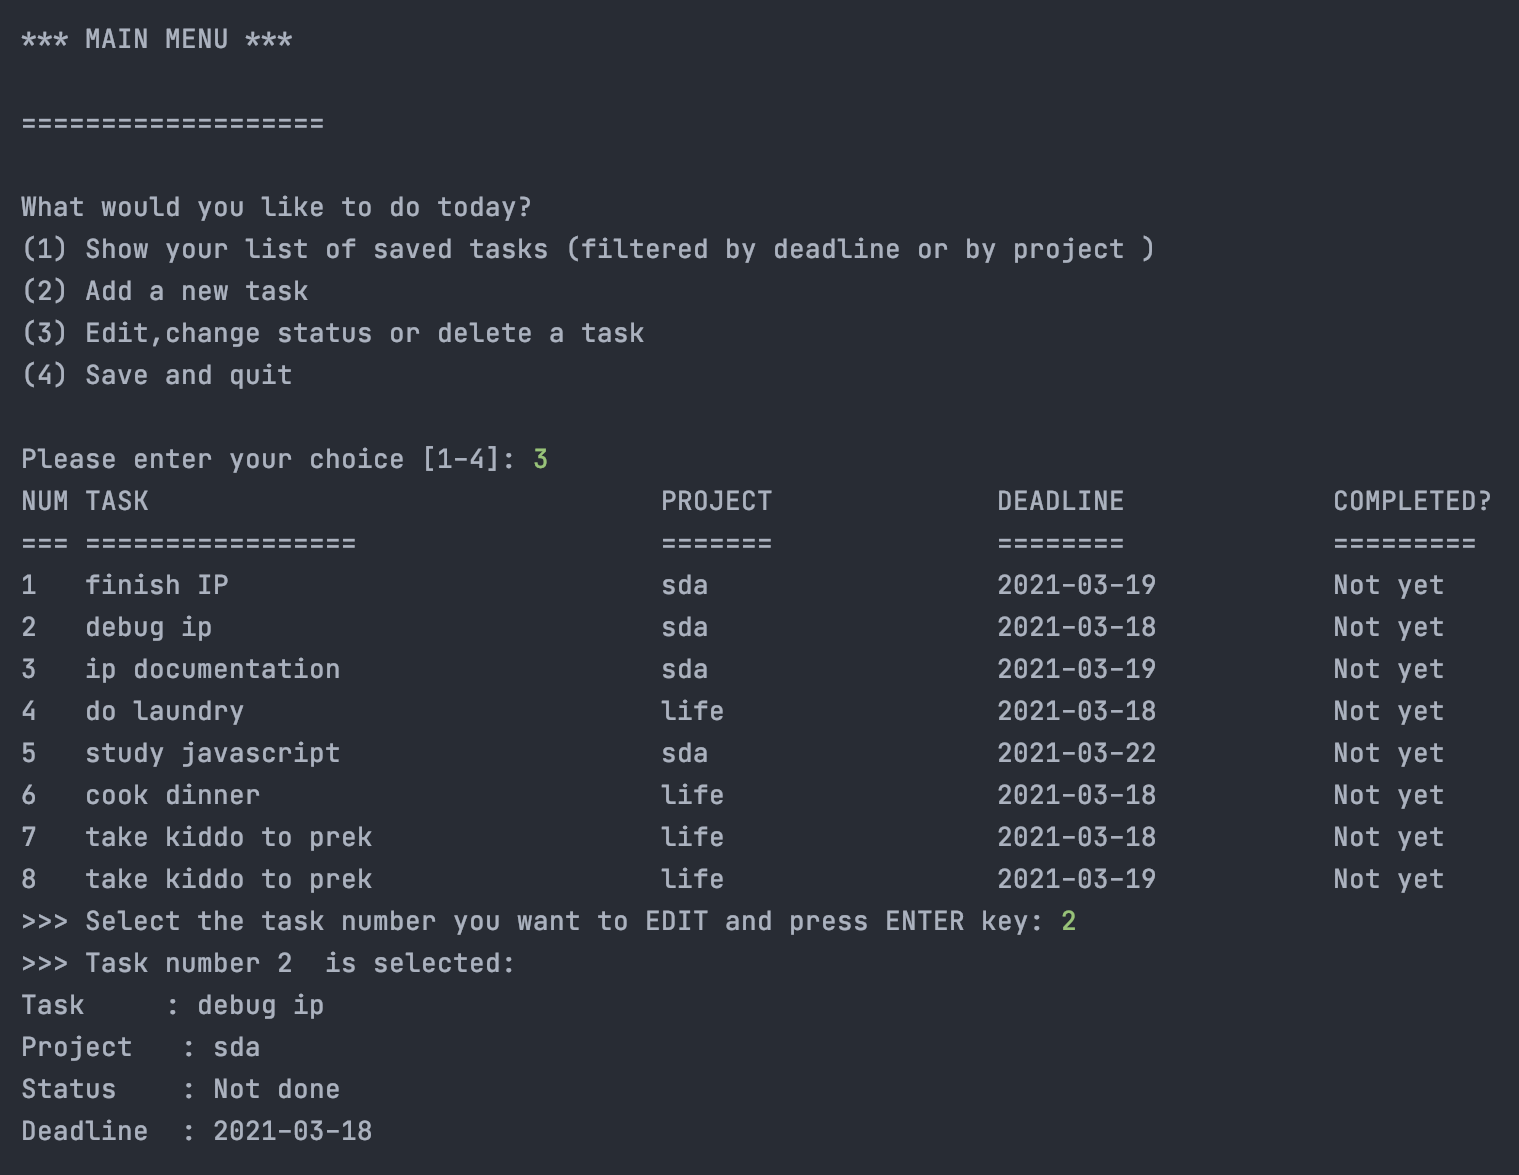 *** MAIN MENU ***
===================
What would you like to do today?
(1) Show your list of saved tasks (filtered by deadline or by project )
(2) Add a new task
(3) Edit,change status or delete a task
(4) Save and quit
Please enter your choice [1-4]: 3
NUM TASK                                PROJECT              DEADLINE             COMPLETED?
=== =================                   =======              ========             =========
1   finish IP                           sda                  2021-03-19           Not yet
2   debug ip                            sda                  2021-03-18           Not yet
3   ip documentation                    sda                  2021-03-19           Not yet
4   do laundry                          life                 2021-03-18           Not yet
5   study javascript                    sda                  2021-03-22           Not yet
6   cook dinner                         life                 2021-03-18           Not yet
7   take kiddo to prek                  life                 2021-03-18           Not yet
8   take kiddo to prek                  life                 2021-03-19           Not yet
>>> Select the task number you want to EDIT and press ENTER key: 2
>>> Task number 2  is selected:
Task     : debug ip
Project   : sda
Status    : Not done
Deadline  : 2021-03-18